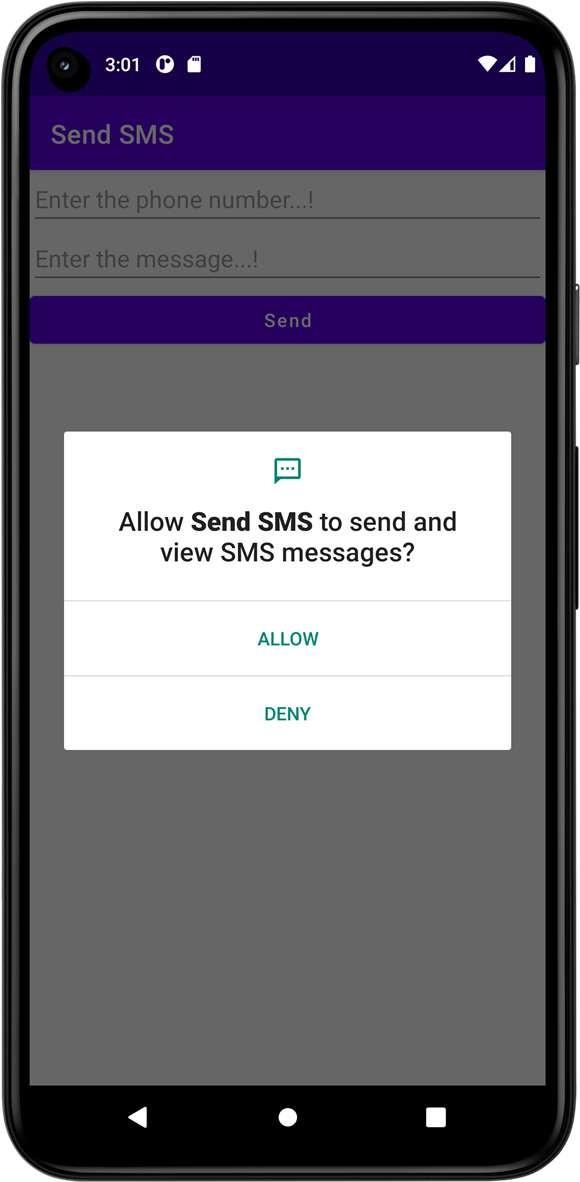 3:01
Send SMS
Enter the phone number...!
Enter the message...!
Send
Allow Send SMS to send and
view SMS messages?
ALLOW
DENY